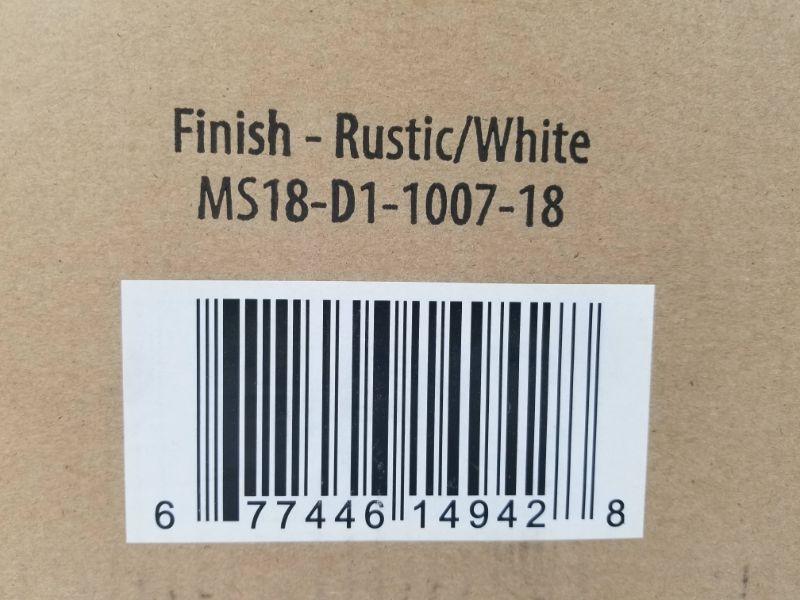 Finish - Rustic/White
MS18-D1-1007-18
6 77446 14942 8